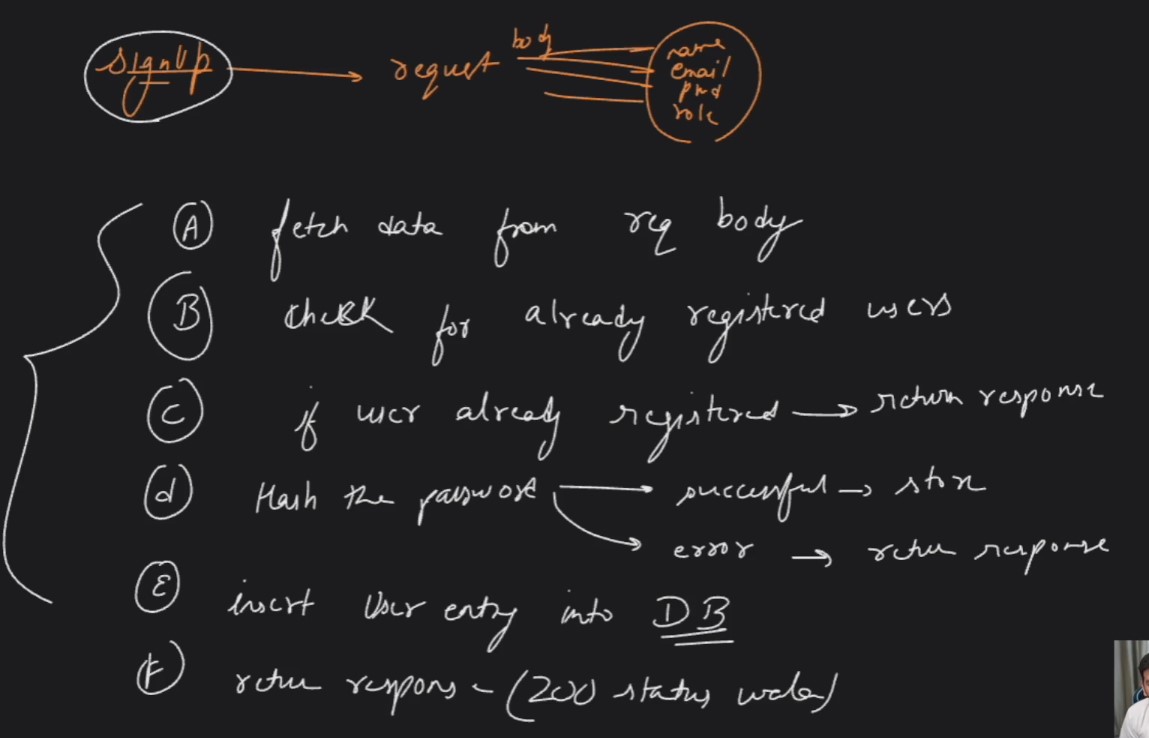 SignUp → request body name
email
pwd
role
A fetch data from req body
B check for already registered users
C if user already registered → return response
d Hash the password → successful → store
error → return response
E insert User entry into DB
F return response (200 status wala)